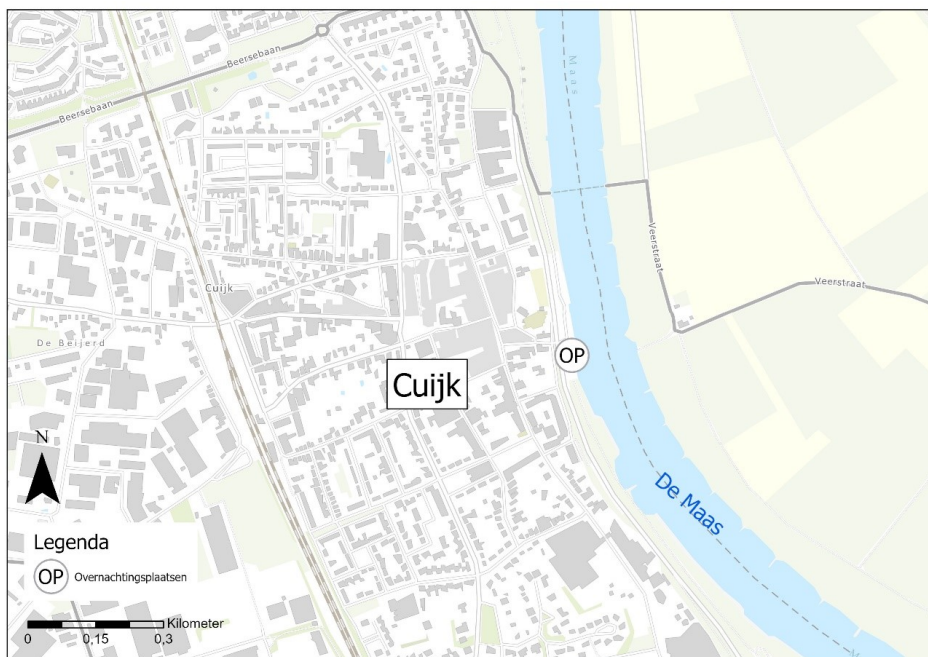 Beersebaan
Beersebaan
Maas
Veerstraat
Veerstraat
Cuijk
De Beijerd
OP
Cuijk
N
De Maas
Legenda
OP Overnachtingsplaatsen
Kilometer
0 0,15 0,3